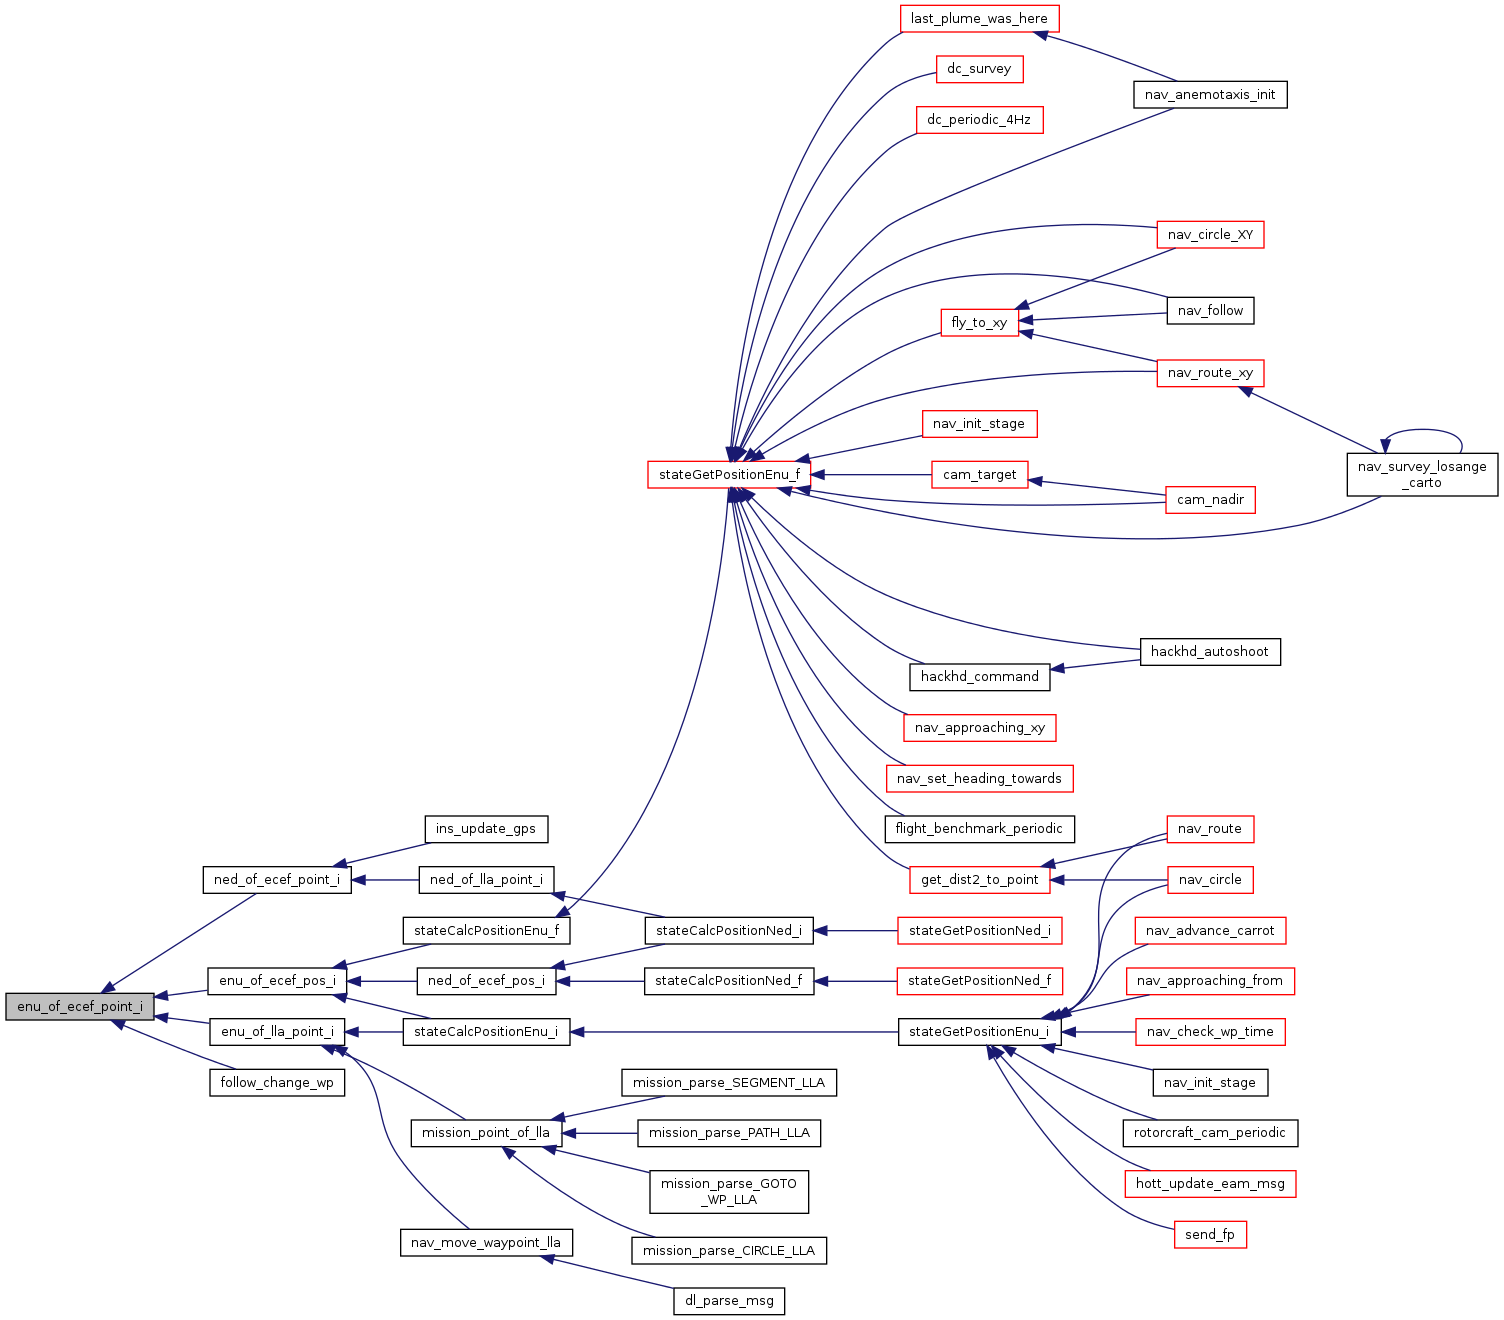 last_plume_was_here
dc_survey
nav_anemotaxis_init
dc_periodic_4Hz
nav_circle_XY
nav_follow
fly_to_xy
nav_route_xy
nav_init_stage
stateGetPositionEnu_f
cam_target
nav_survey_losange
_carto
cam_nadir
hackhd_autoshoot
hackhd_command
nav_approaching_xy
nav_set_heading_towards
ins_update_gps
flight_benchmark_periodic
nav_route
ned_of_ecef_point_i
ned_of_lla_point_i
get_dist2_to_point
nav_circle
stateCalcPositionEnu_f
stateCalcPositionNed_i
stateGetPositionNed_i
nav_advance_carrot
enu_of_ecef_pos_i
ned_of_ecef_pos_i
stateCalcPositionNed_f
stateGetPositionNed_f
nav_approaching_from
enu_of_ecef_point_i
enu_of_lla_point_i
stateCalcPositionEnu_i
stateGetPositionEnu_i
nav_check_wp_time
follow_change_wp
mission_parse_SEGMENT_LLA
nav_init_stage
mission_point_of_lla
mission_parse_PATH_LLA
rotorcraft_cam_periodic
mission_parse_GOTO
_WP_LLA
hott_update_eam_msg
nav_move_waypoint_lla
mission_parse_CIRCLE_LLA
send_fp
dl_parse_msg